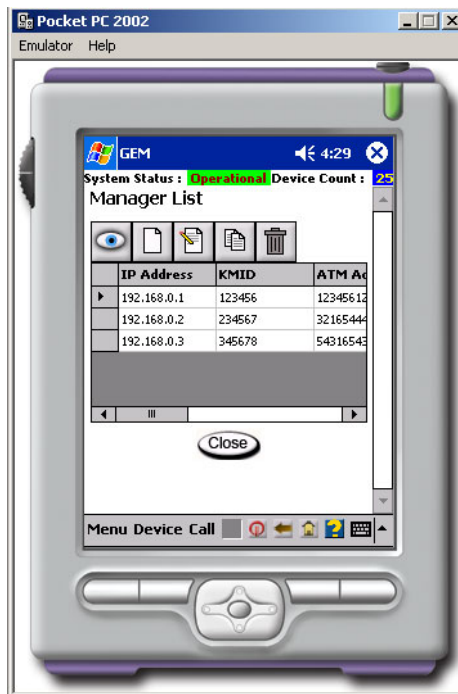 Pocket PC 2002
Emulator Help
GEM 4:29
System Status : Operational Device Count : 25
Manager List
IP Address KMID ATM Ad
192.168.0.1 123456 12345612
192.168.0.2 234567 32165444
192.168.0.3 345678 54316543
Close
Menu Device Call